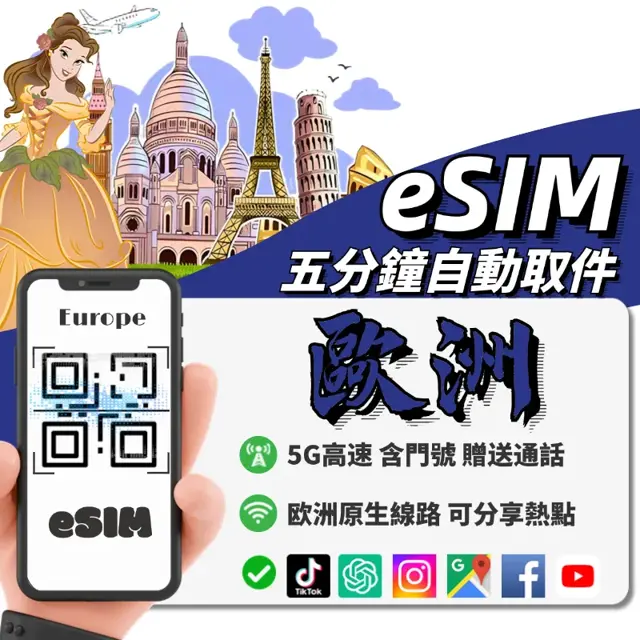 eSIM
五分鐘自動取件
歐洲
Europe
eSIM
5G高速 含門號 贈送通話
欧洲原生線路 可分享熱點
TikTok